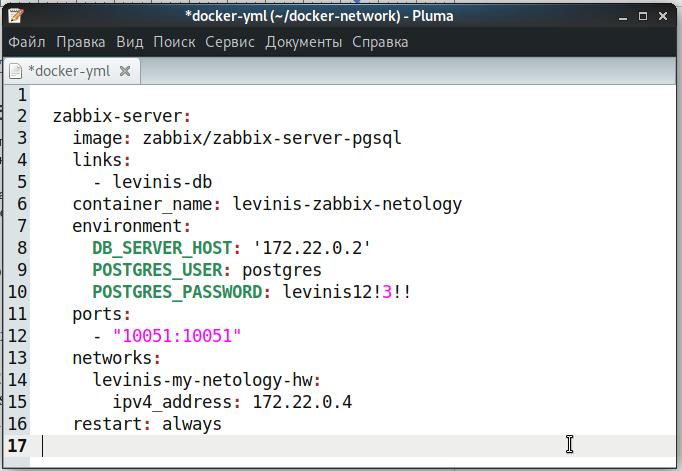 *docker-yml (~/docker-network) - Pluma
Файл Правка Вид Поиск Сервис Документы Справка
*docker-yml
1
2 zabbix-server:
3 image: zabbix/zabbix-server-pgsql
4 links:
5 - levinis-db
6 container_name: levinis-zabbix-netology
7 environment:
8 DB_SERVER_HOST: '172.22.0.2'
9 POSTGRES_USER: postgres
10 POSTGRES_PASSWORD: levinis12!3!!
11 ports:
12 - "10051:10051"
13 networks:
14 levinis-my-netology-hw:
15 ipv4_address: 172.22.0.4
16 restart: always
17